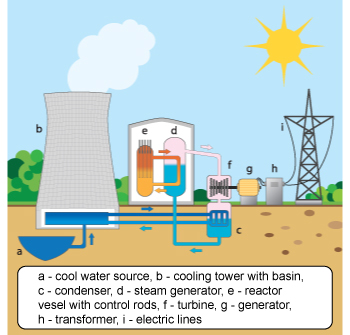 b
e
d
i
f
g
h
c
a
a - cool water source, b - cooling tower with basin,
c - condenser, d - steam generator, e - reactor
vesel with control rods, f - turbine, g - generator,
h - transformer, i - electric lines